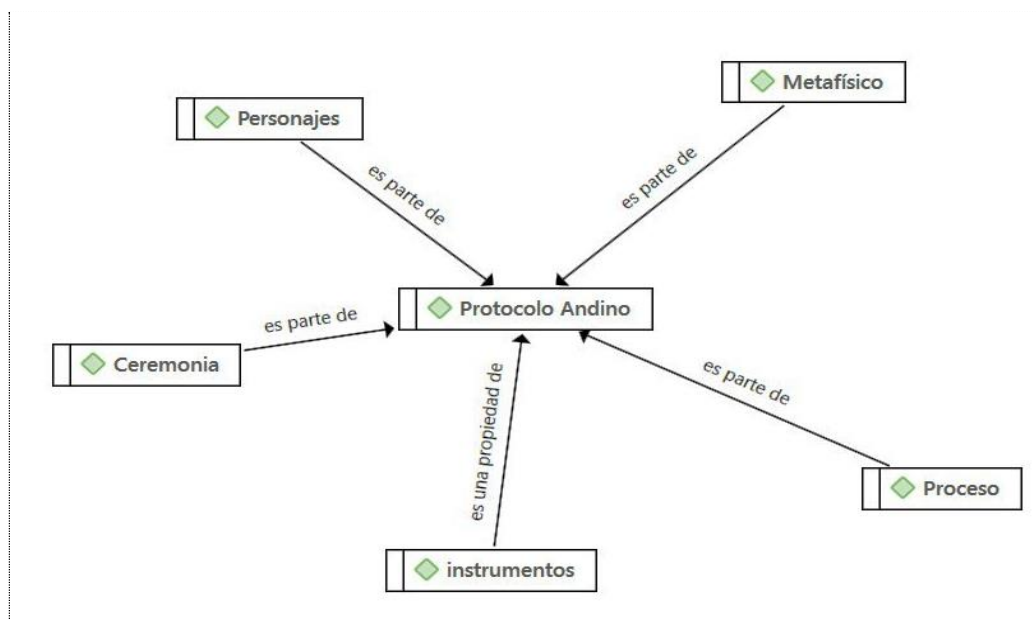 Metafísico
Personajes
es parte de
es parte de
Protocolo Andino
es parte de
Ceremonia
es parte de
es una propiedad de
Proceso
instrumentos